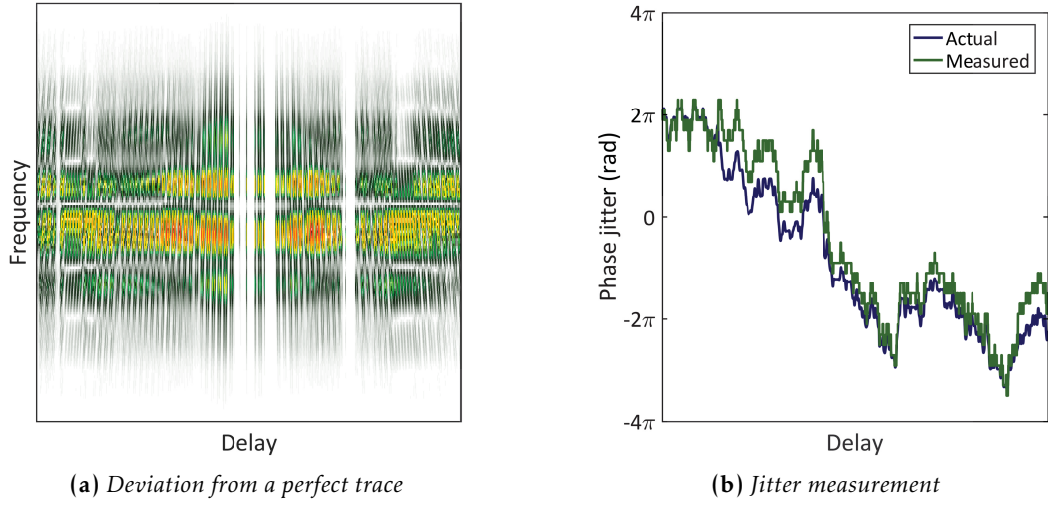 Frequency
Delay
(a) Deviation from a perfect trace
4π
2π
0
-2π
-4π
Phase jitter (rad)
Actual
Measured
Delay
(b) Jitter measurement